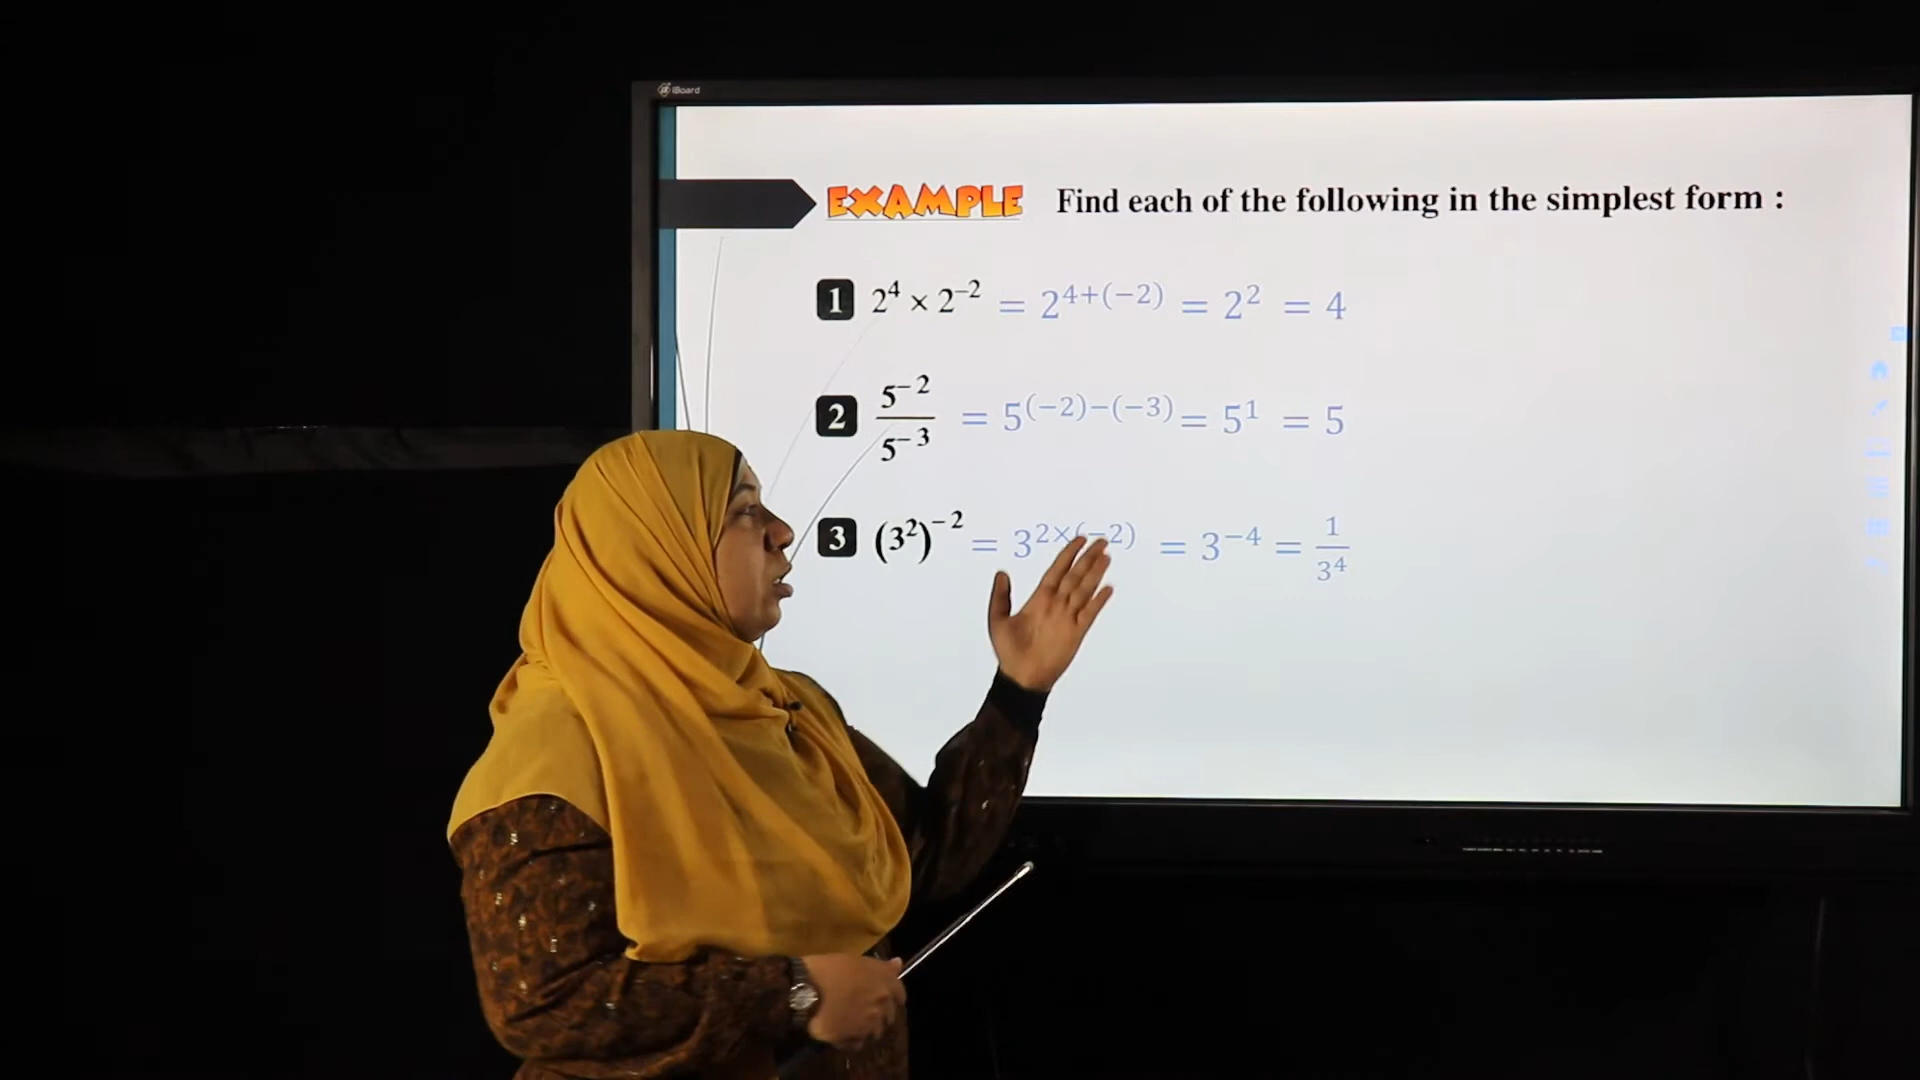 iBoard
EXAMPLE Find each of the following in the simplest form :
1 2⁴ × 2⁻² = 2⁴⁺⁽⁻²⁾ = 2² = 4
2 5⁻² / 5⁻³ = 5⁽⁻²⁾⁻⁽⁻³⁾ = 5¹ = 5
3 (3²)⁻² = 3²ˣ⁽⁻²⁾ = 3⁻⁴ = 1 / 3⁴